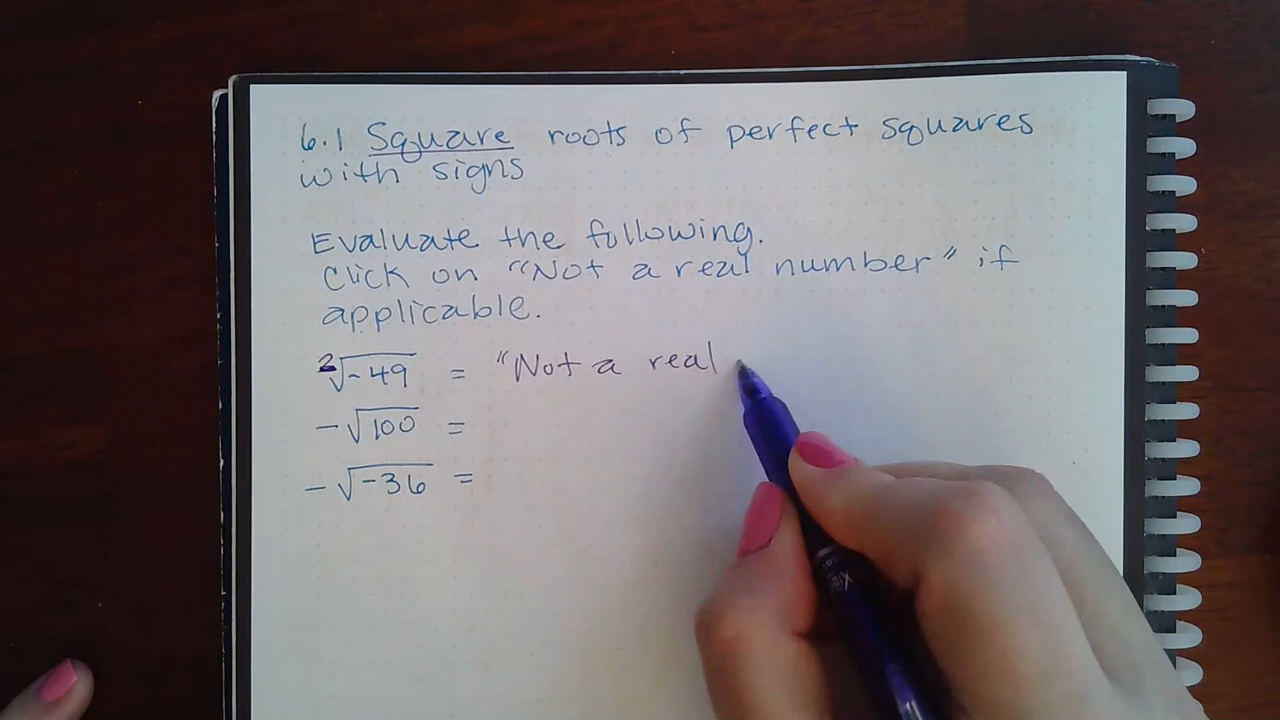 6.1 Square roots of perfect squares
with signs
Evaluate the following.
Click on "Not a real number" if
applicable.
²√-49 = "Not a real
-√100 =
-√-36 =